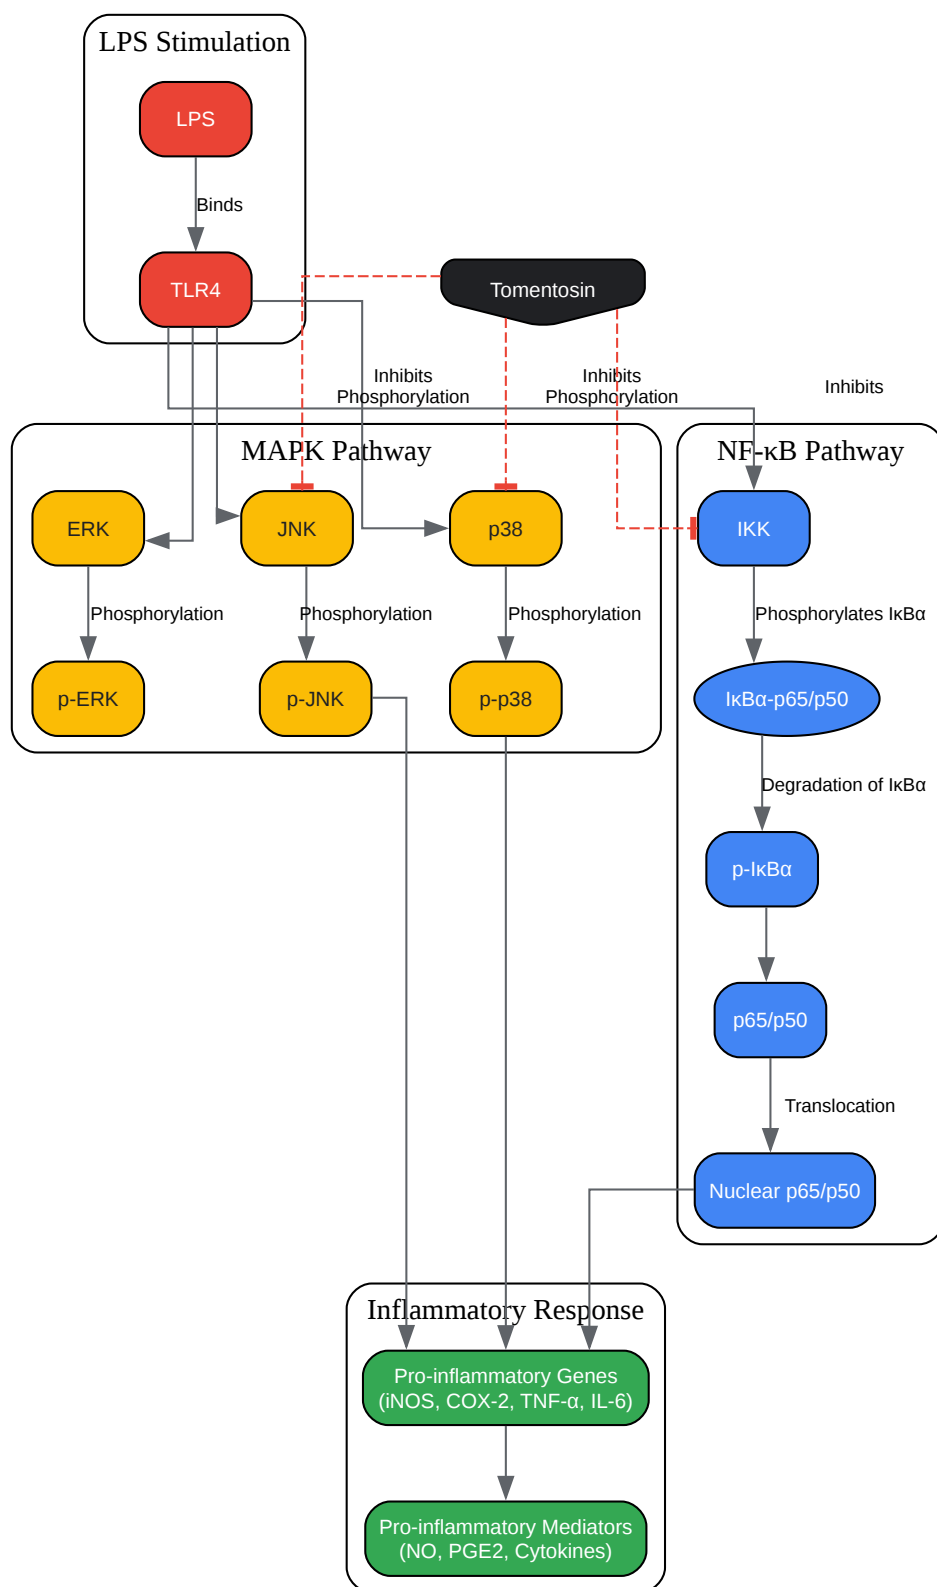 LPS Stimulation
LPS
Binds
TLR4
Tomentosin
Inhibits
Phosphorylation
Inhibits
Phosphorylation
Inhibits
MAPK Pathway
NF-κB Pathway
ERK
JNK
p38
IKK
Phosphorylation
Phosphorylation
Phosphorylation
Phosphorylates IκBα
p-ERK
p-JNK
p-p38
IκBα-p65/p50
Degradation of IκBα
p-IκBα
p65/p50
Translocation
Nuclear p65/p50
Inflammatory Response
Pro-inflammatory Genes
(iNOS, COX-2, TNF-α, IL-6)
Pro-inflammatory Mediators
(NO, PGE2, Cytokines)